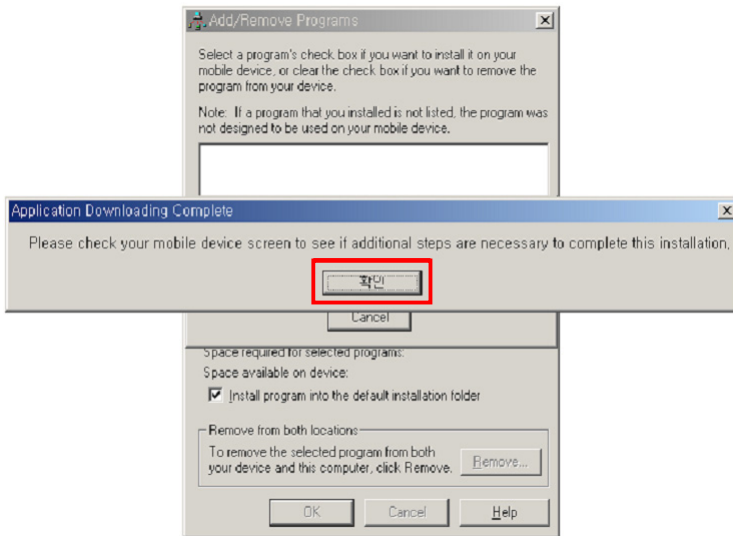 Add/Remove Programs
Select a program's check box if you want to install it on your
mobile device, or clear the check box if you want to remove the
program from your device.
Note: If a program that you installed is not listed, the program was
not designed to be used on your mobile device.
Application Downloading Complete
Please check your mobile device screen to see if additional steps are necessary to complete this installation,
확인
Cancel
Space required for selected programs:
Space available on device:
Install program into the default installation folder
Remove from both locations
To remove the selected program from both
your device and this computer, click Remove.
Remove...
OK
Cancel
Help